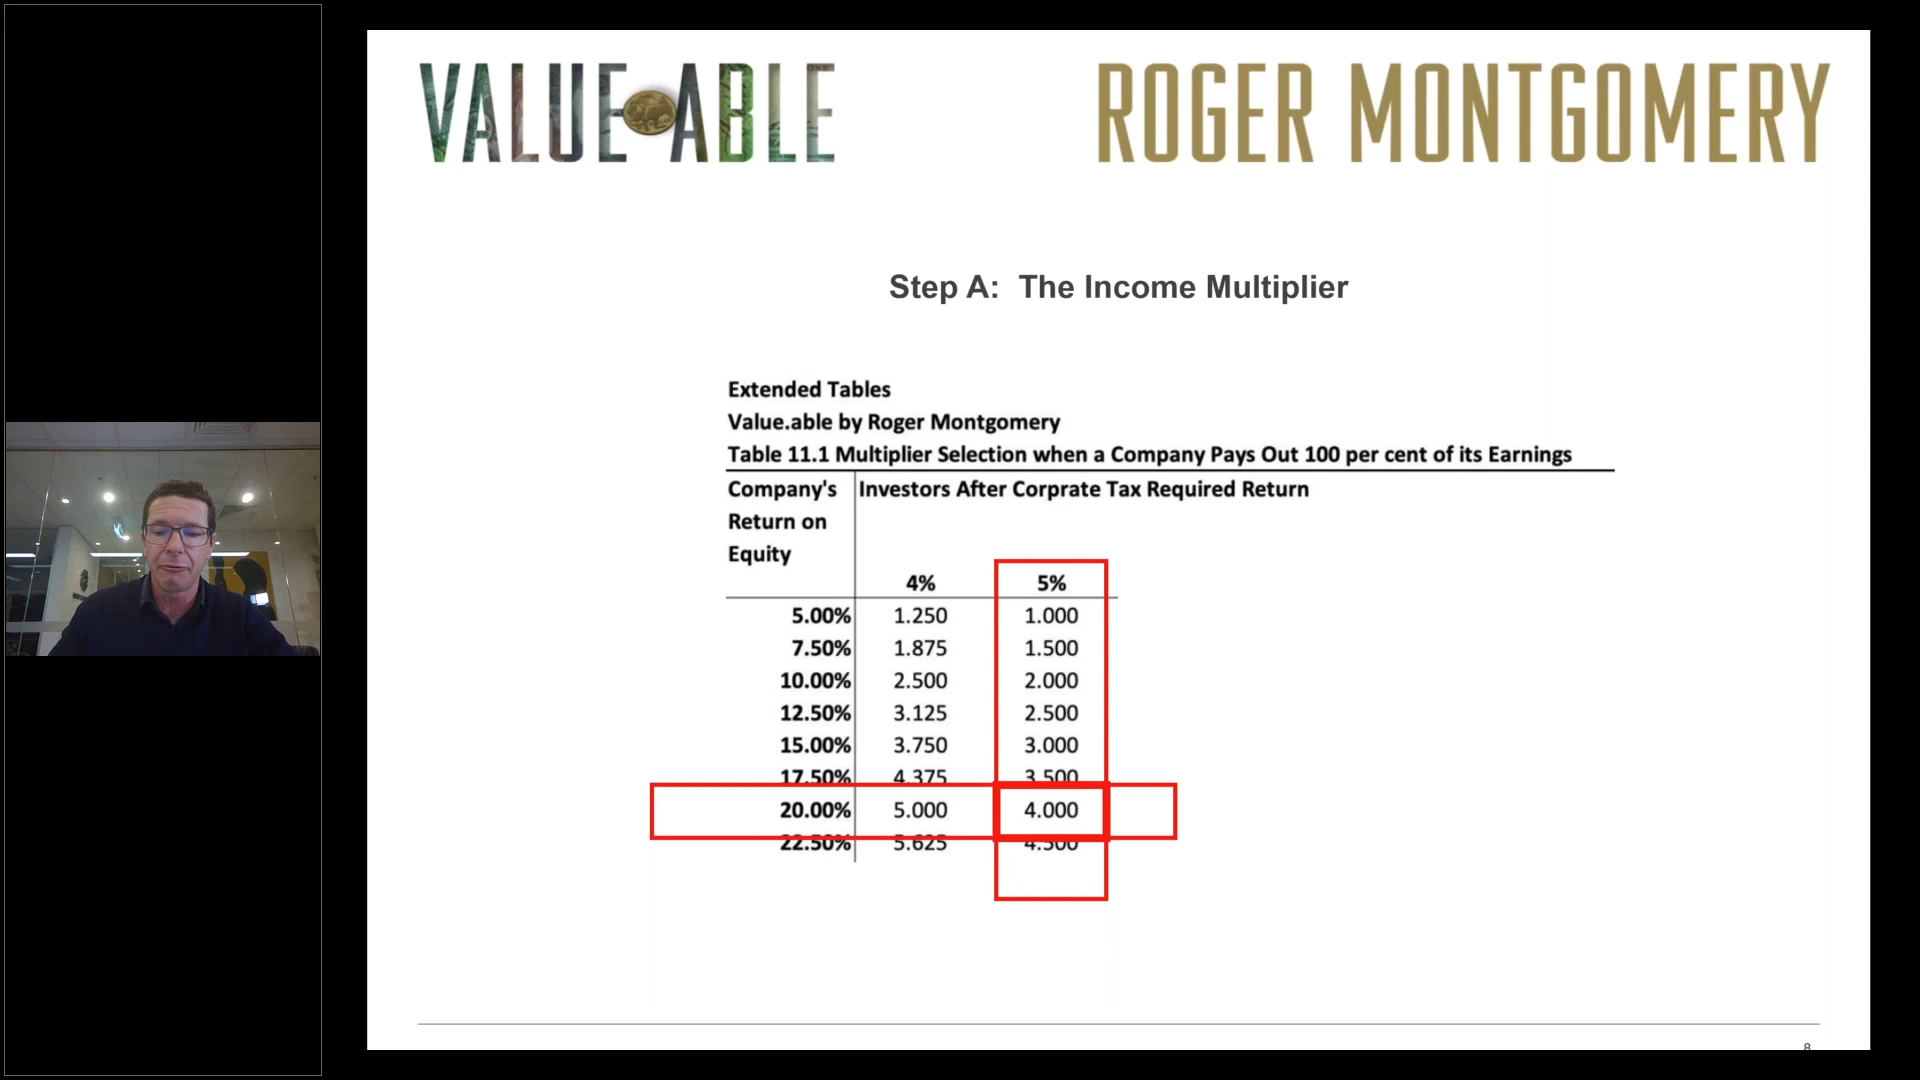 VALUE.ABLE ROGER MONTGOMERY
Step A: The Income Multiplier
Extended Tables
Value.able by Roger Montgomery
Table 11.1 Multiplier Selection when a Company Pays Out 100 per cent of its Earnings
Company's Investors After Corprate Tax Required Return
Return on
Equity
4% 5%
5.00% 1.250 1.000
7.50% 1.875 1.500
10.00% 2.500 2.000
12.50% 3.125 2.500
15.00% 3.750 3.000
17.50% 4.375 3.500
20.00% 5.000 4.000
22.50% 5.625 4.500
8